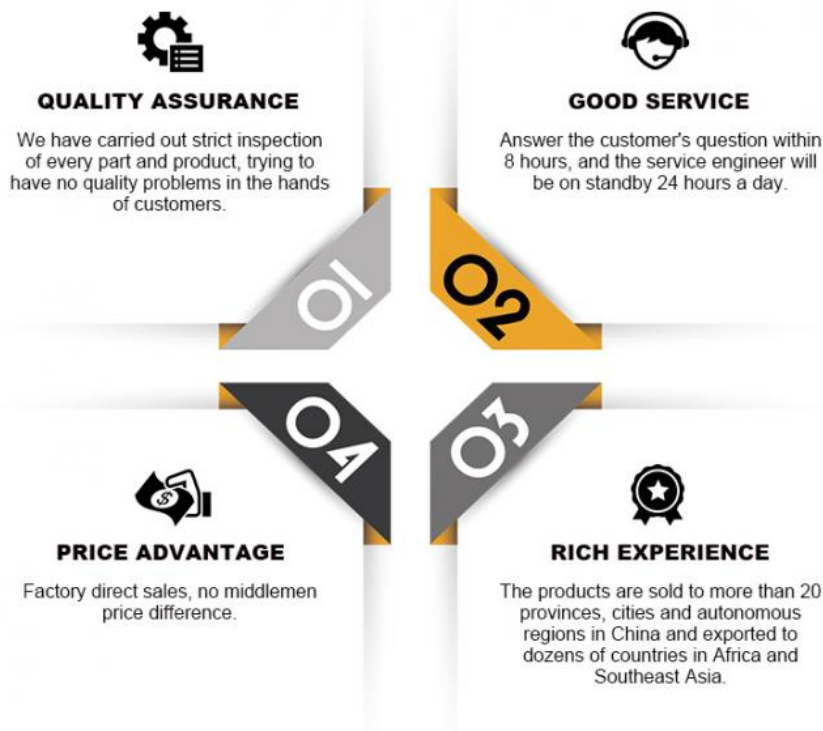 QUALITY ASSURANCE
We have carried out strict inspection
of every part and product, trying to
have no quality problems in the hands
of customers.
01
GOOD SERVICE
Answer the customer's question within
8 hours, and the service engineer will
be on standby 24 hours a day.
02
03
RICH EXPERIENCE
The products are sold to more than 20
provinces, cities and autonomous
regions in China and exported to
dozens of countries in Africa and
Southeast Asia.
04
$
PRICE ADVANTAGE
Factory direct sales, no middlemen
price difference.